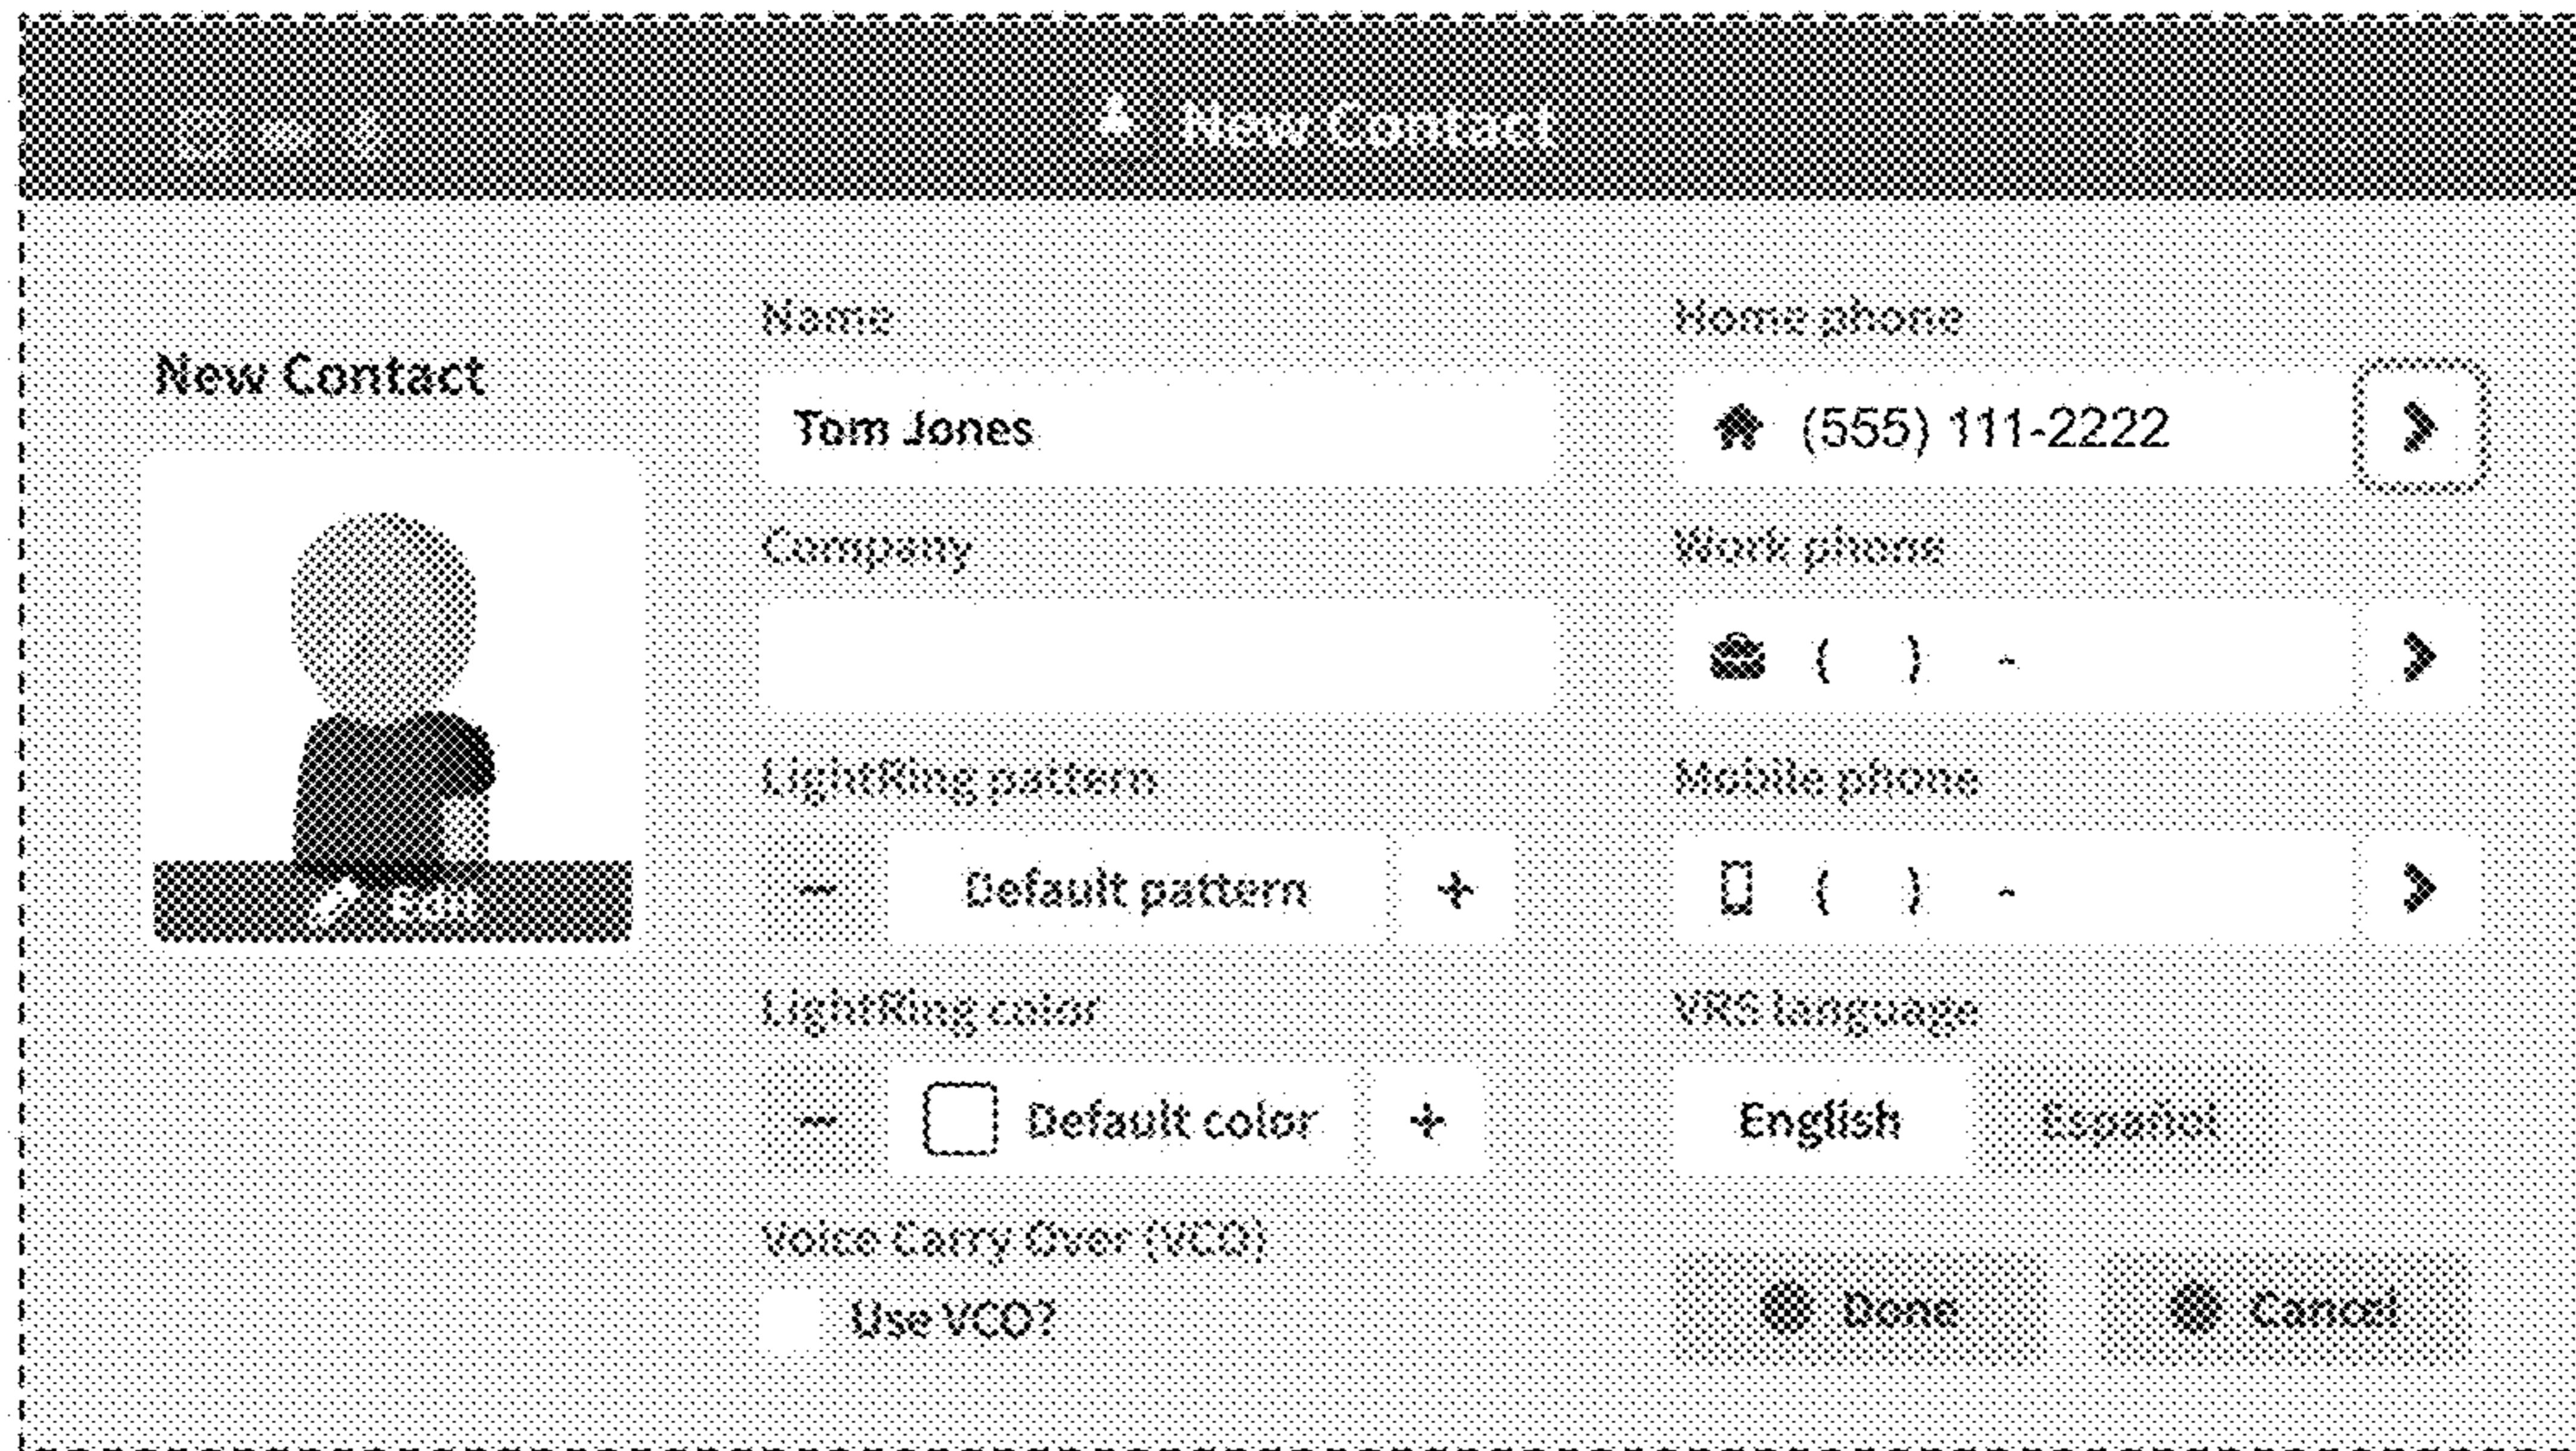 New Contact
New Contact
Edit
Name
Tom Jones
Company
LightRing pattern
− Default pattern +
LightRing color
− Default color +
Voice Carry Over (VCO)
Use VCO?
Home phone
(555) 111-2222
Work phone
( ) -
Mobile phone
( ) -
VRS language
English Español
Done Cancel